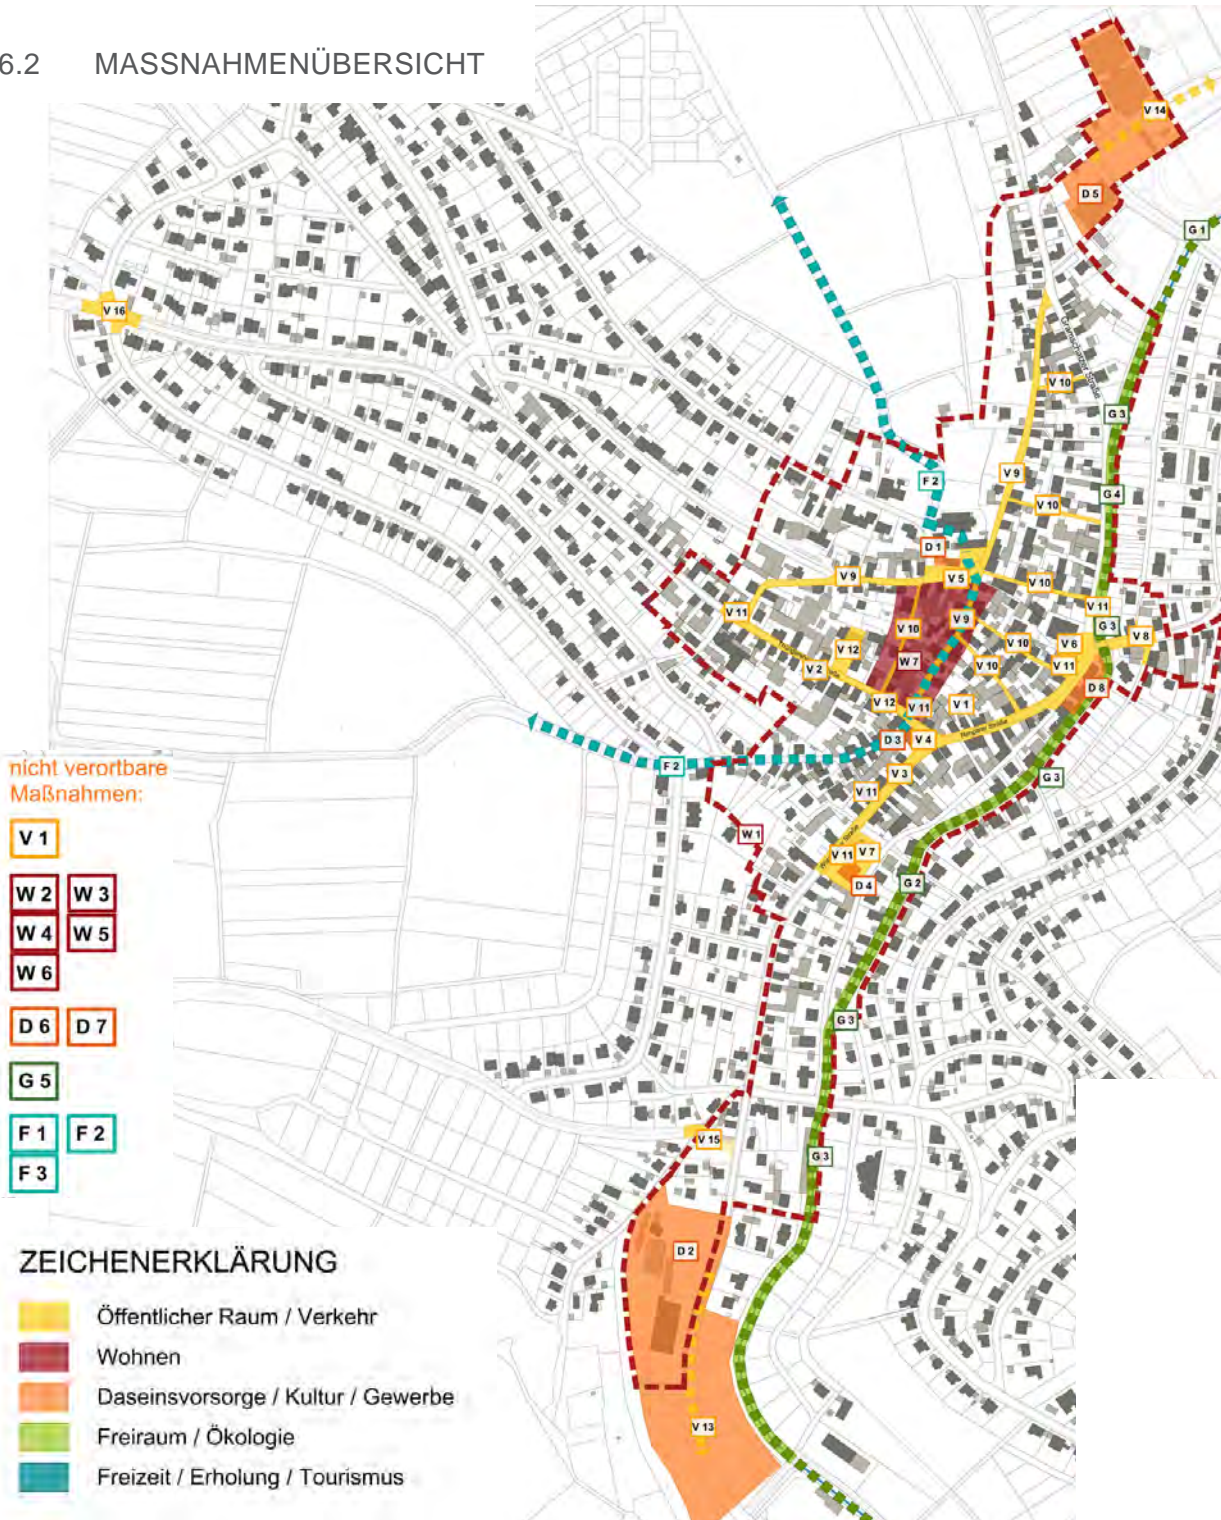 6.2 MASSNAHMENÜBERSICHT
V 14
D 5
G 1
V 16
V 10
G 3
V 9
F 2
G 4
V 10
D 1
V 9
V 5
V 10
V 11
V 11
V 9
G 3
V 10
V 8
V 10
V 6
V 12
V 11
V 2
W 7
V 10
D 8
V 12
V 11
V 1
D 3
V 4
F 2
V 3
G 3
V 11
W 1
V 11
V 7
D 4
G 2
G 3
V 15
G 3
D 2
V 13
nicht verortbare
Maßnahmen:
V 1
W 2 W 3
W 4 W 5
W 6
D 6 D 7
G 5
F 1 F 2
F 3
ZEICHENERKLÄRUNG
Öffentlicher Raum / Verkehr
Wohnen
Daseinsvorsorge / Kultur / Gewerbe
Freiraum / Ökologie
Freizeit / Erholung / Tourismus